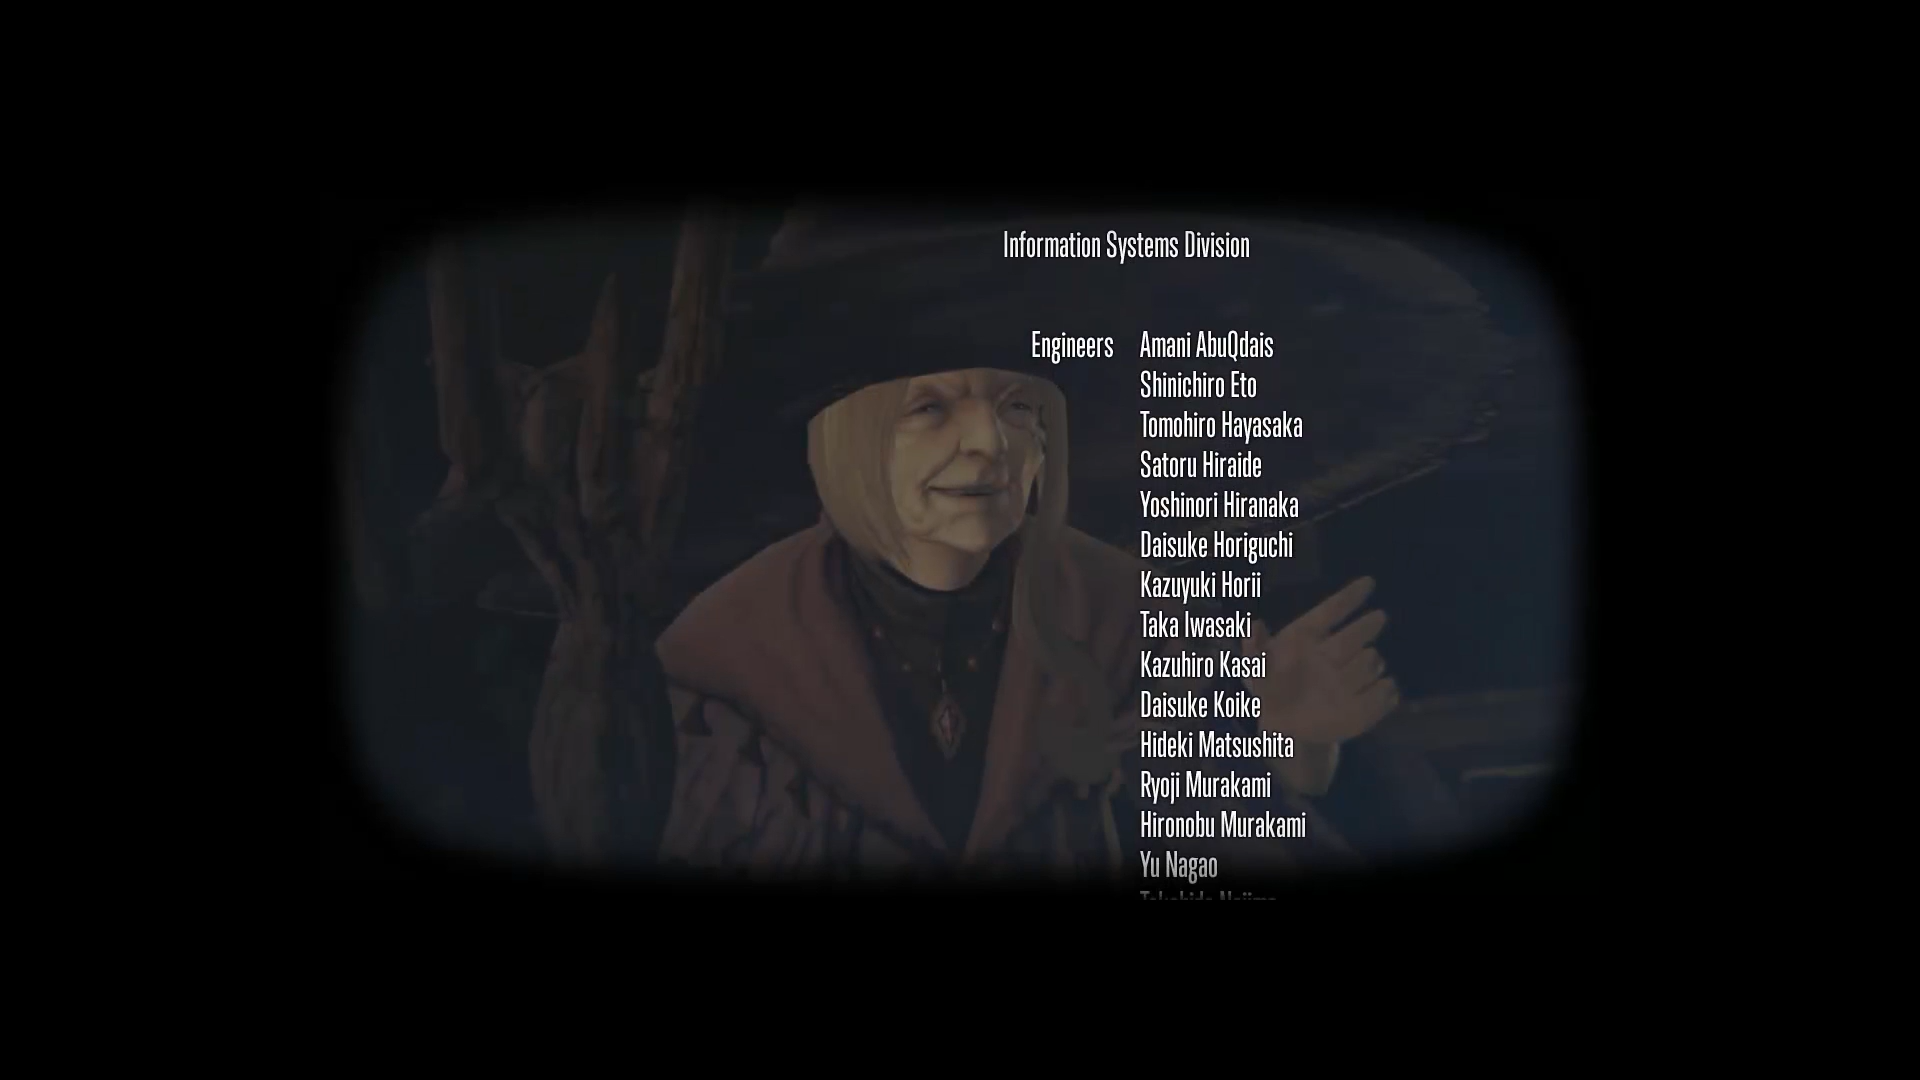 Information Systems Division
Engineers Amani AbuQdais
Shinichiro Eto
Tomohiro Hayasaka
Satoru Hiraide
Yoshinori Hiranaka
Daisuke Horiguchi
Kazuyuki Horii
Taka Iwasaki
Kazuhiro Kasai
Daisuke Koike
Hideki Matsushita
Ryoji Murakami
Hironobu Murakami
Yu Nagao